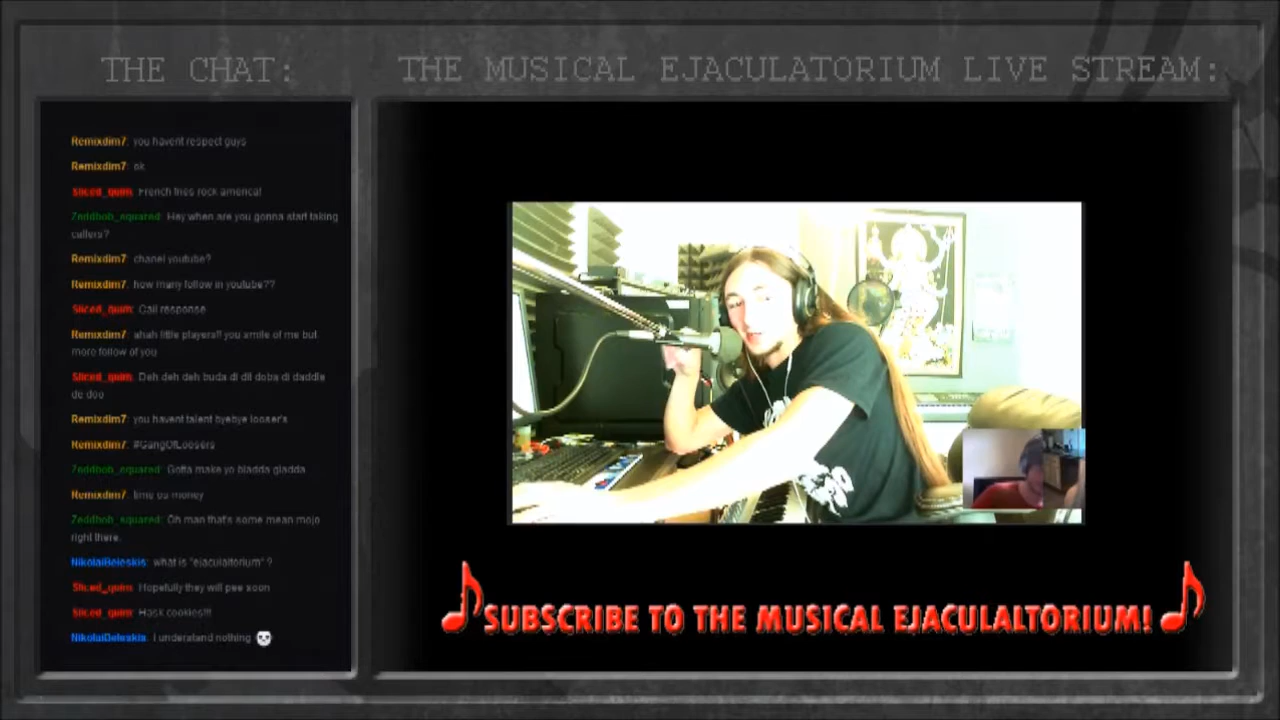 THE CHAT:
THE MUSICAL EJACULATORIUM LIVE STREAM:
Remixdim7: you havent respect guys
Remixdim7: ok
Sliced_quim: French fries rock america!
Zeddbob_squared: Hey when are you gonna start taking
callers?
Remixdim7: chanel youtube?
Remixdim7: how many follow in youtube??
Sliced_quim: Call response
Remixdim7: ahah little players!! you smile of me but
more follow of you
Sliced_quim: Deh deh deh buda di dil doba di daddle
de doo
Remixdim7: you havent talent byebye looser's
Remixdim7: #GangOfLoosers
Zeddbob_squared: Gotta make yo bladda gladda
Remixdim7: time us money
Zeddbob_squared: Oh man that's some mean mojo
right there.
NikolaiBeleskis: what is "ejaculaltorium" ?
Sliced_quim: Hopefully they will pee soon
Sliced_quim: Hask cookies!!!
NikolaiBeleskis: I understand nothing
SUBSCRIBE TO THE MUSICAL EJACULALTORIUM!